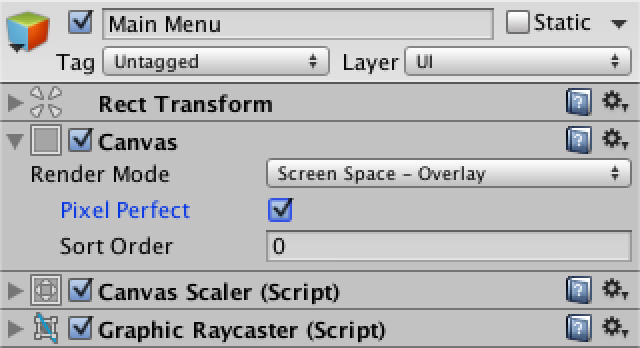 Main Menu Static
Tag Untagged Layer UI
Rect Transform
Canvas
Render Mode Screen Space - Overlay
Pixel Perfect
Sort Order 0
Canvas Scaler (Script)
Graphic Raycaster (Script)